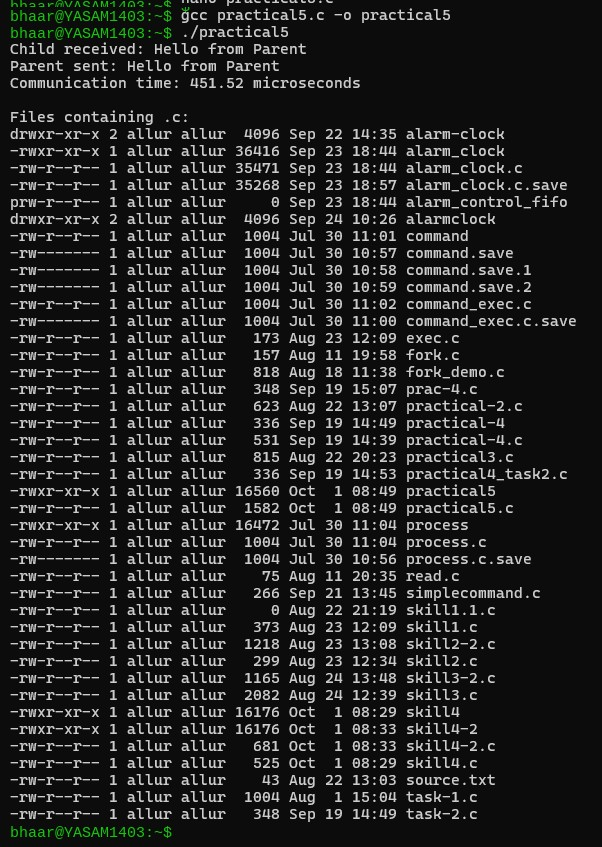 bhaar@YASAM1403:~$ nano practical5.c
bhaar@YASAM1403:~$ gcc practical5.c -o practical5
bhaar@YASAM1403:~$ ./practical5
Child received: Hello from Parent
Parent sent: Hello from Parent
Communication time: 451.52 microseconds

Files containing .c:
drwxr-xr-x 2 allur allur  4096 Sep 22 14:35 alarm-clock
-rwxr-xr-x 1 allur allur 36416 Sep 23 18:44 alarm_clock
-rw-r--r-- 1 allur allur 35471 Sep 23 18:44 alarm_clock.c
-rw-r--r-- 1 allur allur 35268 Sep 23 18:57 alarm_clock.c.save
prw-r--r-- 1 allur allur     0 Sep 23 18:44 alarm_control_fifo
drwxr-xr-x 2 allur allur  4096 Sep 24 10:26 alarmclock
-rw-r--r-- 1 allur allur  1004 Jul 30 11:01 command
-rw------- 1 allur allur  1004 Jul 30 10:57 command.save
-rw------- 1 allur allur  1004 Jul 30 10:58 command.save.1
-rw------- 1 allur allur  1004 Jul 30 10:59 command.save.2
-rw-r--r-- 1 allur allur  1004 Jul 30 11:02 command_exec.c
-rw------- 1 allur allur  1004 Jul 30 11:00 command_exec.c.save
-rw-r--r-- 1 allur allur   173 Aug 23 12:09 exec.c
-rw-r--r-- 1 allur allur   157 Aug 11 19:58 fork.c
-rw-r--r-- 1 allur allur   818 Aug 18 11:38 fork_demo.c
-rw-r--r-- 1 allur allur   348 Sep 19 15:07 prac-4.c
-rw-r--r-- 1 allur allur   623 Aug 22 13:07 practical-2.c
-rw-r--r-- 1 allur allur   336 Sep 19 14:49 practical-4
-rw-r--r-- 1 allur allur   531 Sep 19 14:39 practical-4.c
-rw-r--r-- 1 allur allur   815 Aug 22 20:23 practical3.c
-rw-r--r-- 1 allur allur   336 Sep 19 14:53 practical4_task2.c
-rwxr-xr-x 1 allur allur 16560 Oct  1 08:49 practical5
-rw-r--r-- 1 allur allur  1582 Oct  1 08:49 practical5.c
-rwxr-xr-x 1 allur allur 16472 Jul 30 11:04 process
-rw-r--r-- 1 allur allur  1004 Jul 30 11:04 process.c
-rw------- 1 allur allur  1004 Jul 30 10:56 process.c.save
-rw-r--r-- 1 allur allur    75 Aug 11 20:35 read.c
-rw-r--r-- 1 allur allur   266 Sep 21 13:45 simplecommand.c
-rw-r--r-- 1 allur allur     0 Aug 22 21:19 skill1.1.c
-rw-r--r-- 1 allur allur   373 Aug 23 12:09 skill1.c
-rw-r--r-- 1 allur allur  1218 Aug 23 13:08 skill2-2.c
-rw-r--r-- 1 allur allur   299 Aug 23 12:34 skill2.c
-rw-r--r-- 1 allur allur  1165 Aug 24 13:48 skill3-2.c
-rw-r--r-- 1 allur allur  2082 Aug 24 12:39 skill3.c
-rwxr-xr-x 1 allur allur 16176 Oct  1 08:29 skill4
-rwxr-xr-x 1 allur allur 16176 Oct  1 08:33 skill4-2
-rw-r--r-- 1 allur allur   681 Oct  1 08:33 skill4-2.c
-rw-r--r-- 1 allur allur   525 Oct  1 08:29 skill4.c
-rw-r--r-- 1 allur allur    43 Aug 22 13:03 source.txt
-rw-r--r-- 1 allur allur  1004 Aug  1 15:04 task-1.c
-rw-r--r-- 1 allur allur   348 Sep 19 14:49 task-2.c
bhaar@YASAM1403:~$